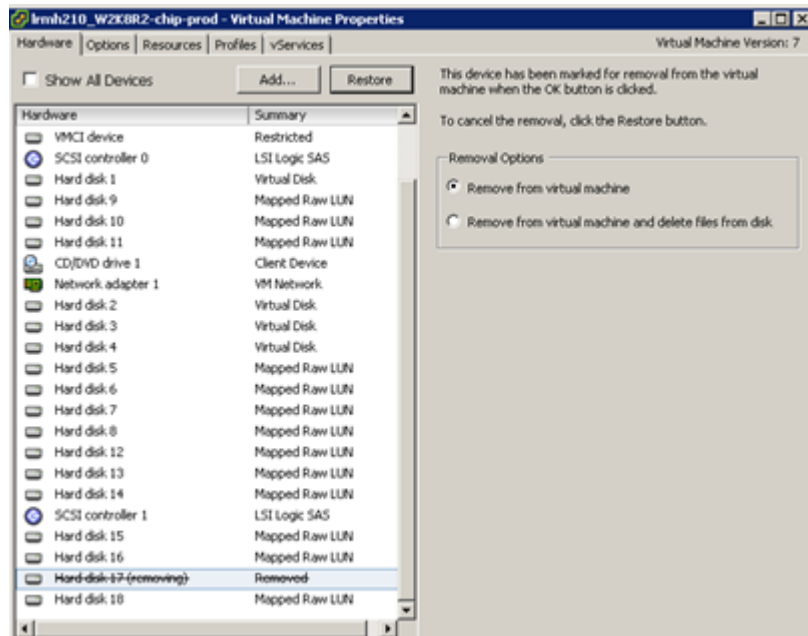 lrmh210_W2K8R2-chip-prod - Virtual Machine Properties
Hardware Options Resources Profiles vServices Virtual Machine Version: 7
Show All Devices Add... Restore
This device has been marked for removal from the virtual
machine when the OK button is clicked.
To cancel the removal, click the Restore button.
Removal Options
Remove from virtual machine
Remove from virtual machine and delete files from disk
Hardware Summary
VMCI device Restricted
SCSI controller 0 LSI Logic SAS
Hard disk 1 Virtual Disk
Hard disk 9 Mapped Raw LUN
Hard disk 10 Mapped Raw LUN
Hard disk 11 Mapped Raw LUN
CD/DVD drive 1 Client Device
Network adapter 1 VM Network
Hard disk 2 Virtual Disk
Hard disk 3 Virtual Disk
Hard disk 4 Virtual Disk
Hard disk 5 Mapped Raw LUN
Hard disk 6 Mapped Raw LUN
Hard disk 7 Mapped Raw LUN
Hard disk 8 Mapped Raw LUN
Hard disk 12 Mapped Raw LUN
Hard disk 13 Mapped Raw LUN
Hard disk 14 Mapped Raw LUN
SCSI controller 1 LSI Logic SAS
Hard disk 15 Mapped Raw LUN
Hard disk 16 Mapped Raw LUN
Hard disk 17 (removing) Removed
Hard disk 18 Mapped Raw LUN